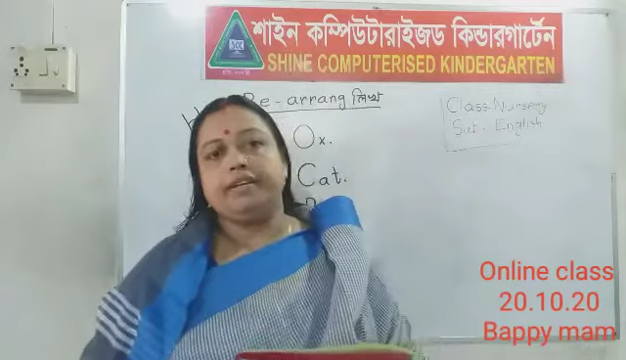 শাইন কম্পিউটারাইজড কিন্ডারগার্টেন
SHINE COMPUTERISED KINDERGARTEN
Re-arrang লিখ
Class-Nursery
Sub. English
Ox.
Cat.
Online class
20.10.20
Bappy mam